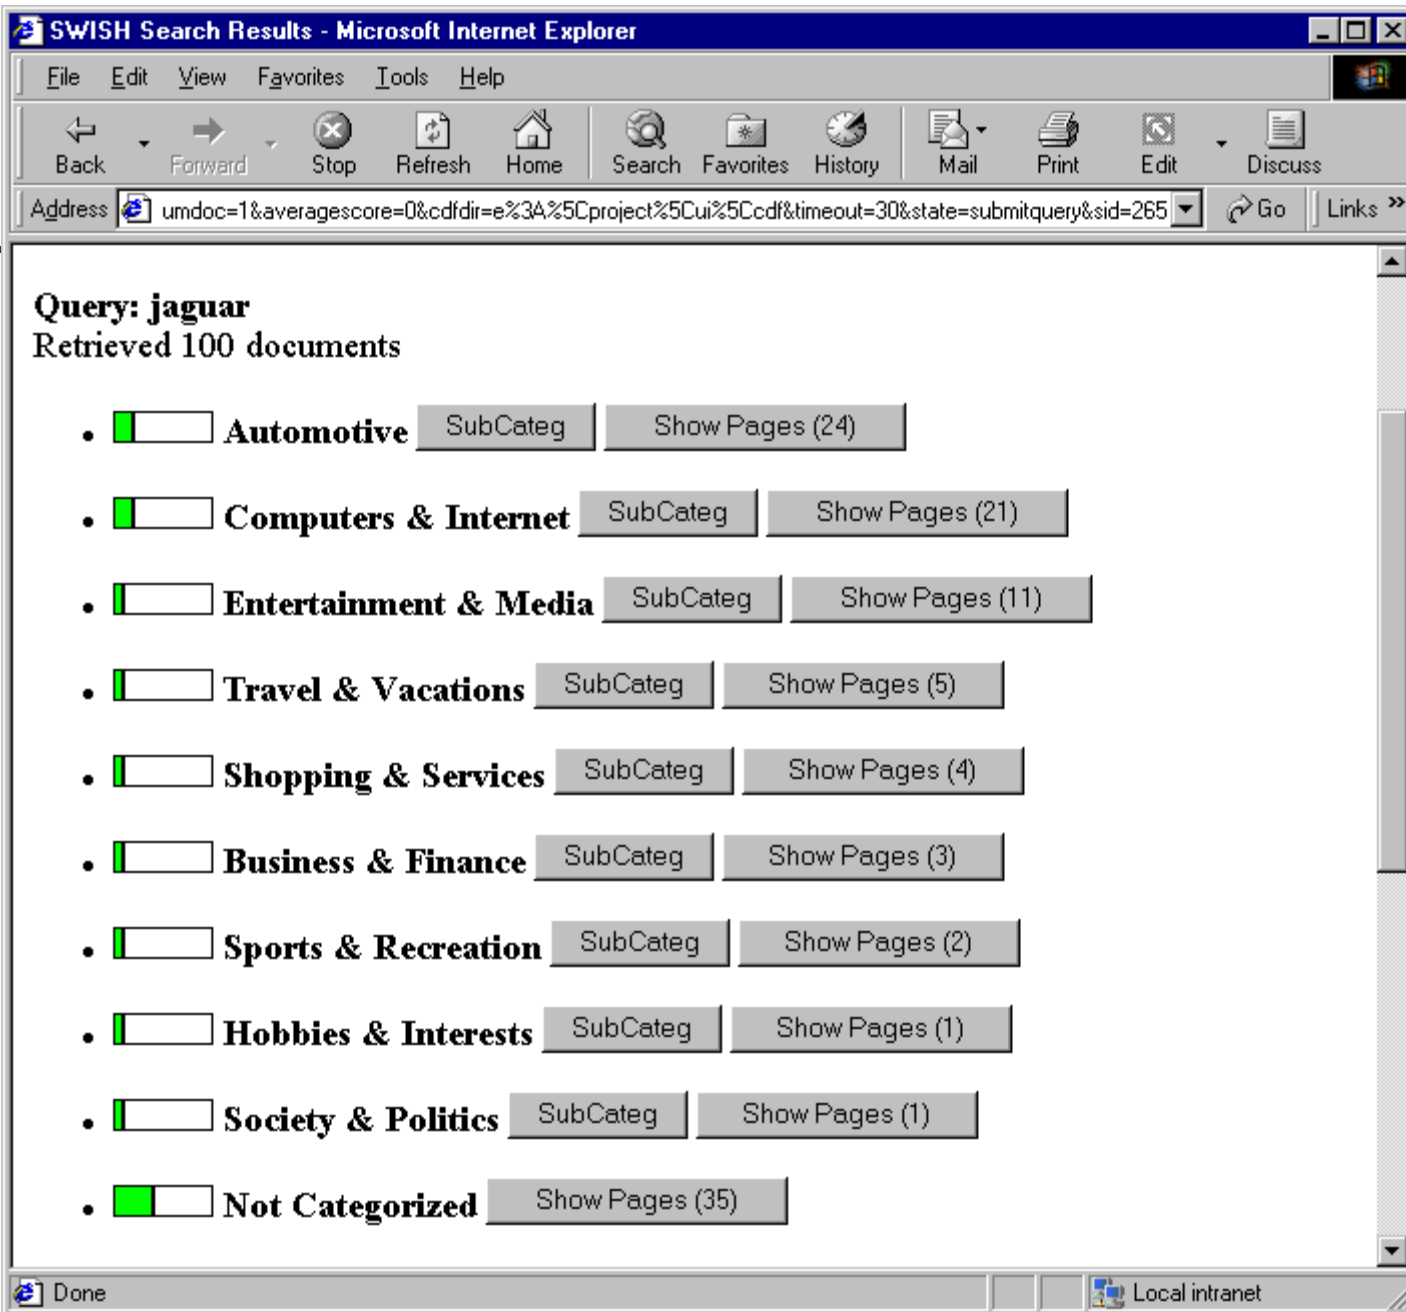 SWISH Search Results - Microsoft Internet Explorer
File Edit View Favorites Tools Help
Back Forward Stop Refresh Home Search Favorites History Mail Print Edit Discuss
Address umdoc=1&averagescore=0&cdfdir=e%3A%5Cproject%5Cui%5Ccdf&timeout=30&state=submitquery&sid=265 Go Links »
Query: jaguar
Retrieved 100 documents
• Automotive SubCateg Show Pages (24)
• Computers & Internet SubCateg Show Pages (21)
• Entertainment & Media SubCateg Show Pages (11)
• Travel & Vacations SubCateg Show Pages (5)
• Shopping & Services SubCateg Show Pages (4)
• Business & Finance SubCateg Show Pages (3)
• Sports & Recreation SubCateg Show Pages (2)
• Hobbies & Interests SubCateg Show Pages (1)
• Society & Politics SubCateg Show Pages (1)
• Not Categorized Show Pages (35)
Done Local intranet